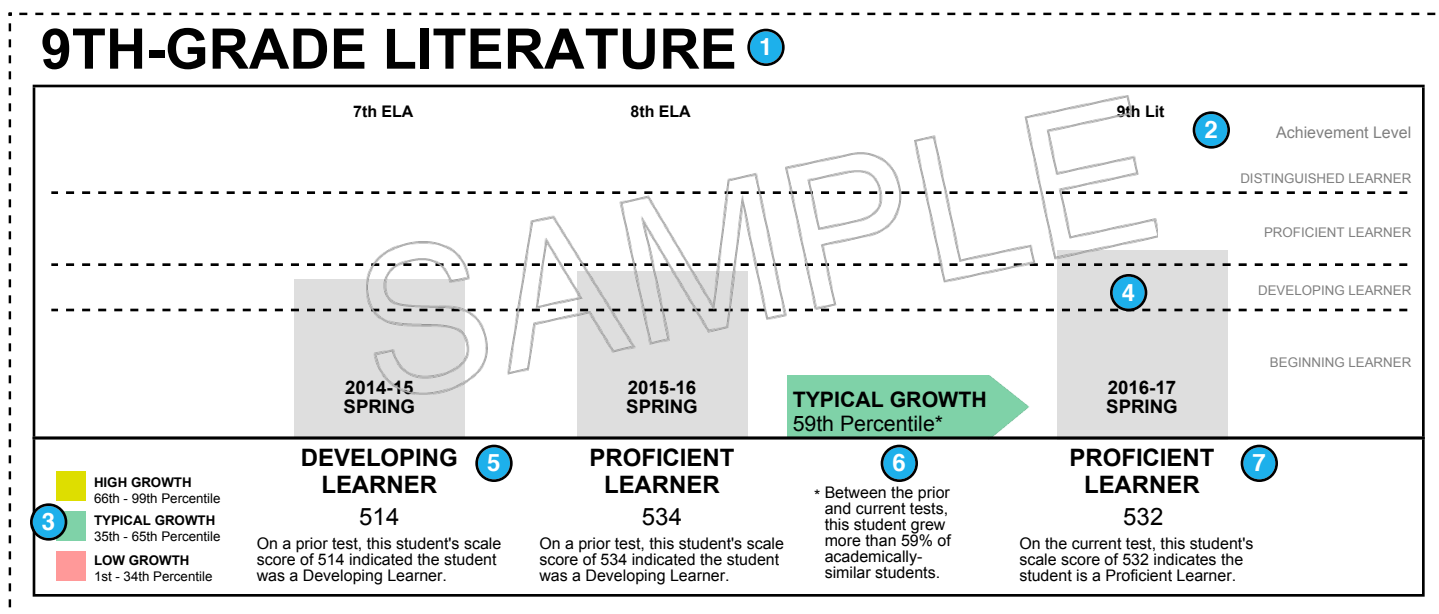 9TH-GRADE LITERATURE 1
7th ELA
8th ELA
9th Lit
2
Achievement Level
DISTINGUISHED LEARNER
PROFICIENT LEARNER
DEVELOPING LEARNER
BEGINNING LEARNER
SAMPLE
4
2014-15
SPRING
2015-16
SPRING
TYPICAL GROWTH
59th Percentile*
2016-17
SPRING
3
HIGH GROWTH
66th - 99th Percentile
TYPICAL GROWTH
35th - 65th Percentile
LOW GROWTH
1st - 34th Percentile
DEVELOPING
LEARNER
5
514
On a prior test, this student's scale
score of 514 indicated the student
was a Developing Learner.
PROFICIENT
LEARNER
534
On a prior test, this student's scale
score of 534 indicated the student
was a Developing Learner.
6
* Between the prior
and current tests,
this student grew
more than 59% of
academically-
similar students.
PROFICIENT
LEARNER
7
532
On the current test, this student's
scale score of 532 indicates the
student is a Proficient Learner.